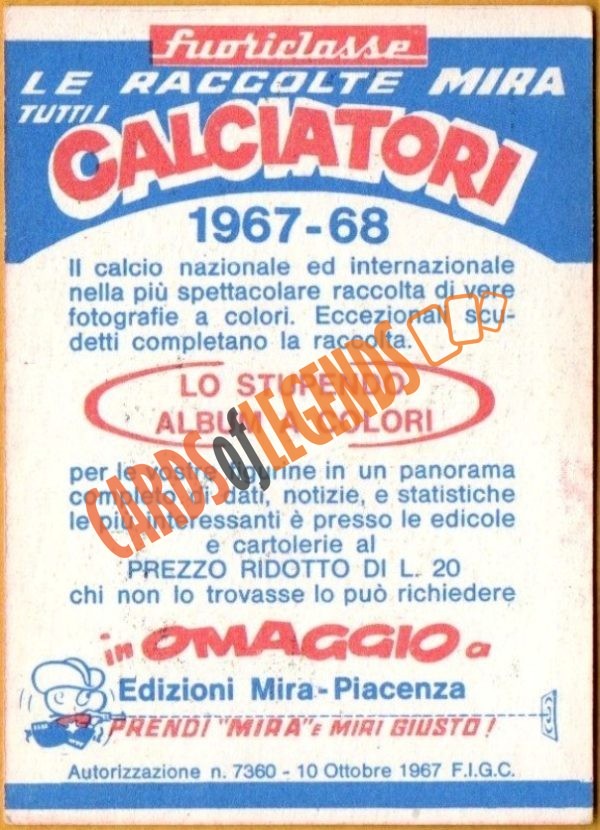 fuoriclasse
LE RACCOLTE MIRA
TUTTI I
CALCIATORI
1967-68
Il calcio nazionale ed internazionale
nella più spettacolare raccolta di vere
fotografie a colori. Eccezionali scu-
detti completano la raccolta.
LO STUPENDO
ALBUM A COLORI
per le vostre figurine in un panorama
completo di dati, notizie, e statistiche
le più interessanti è presso le edicole
e cartolerie al
PREZZO RIDOTTO DI L. 20
chi non lo trovasse lo può richiedere
in OMAGGIO a
Edizioni Mira - Piacenza
PRENDI "MIRA" E MIRI GIUSTO!
Autorizzazione n. 7360 - 10 Ottobre 1967 F.I.G.C.
CARDS of LEGENDS